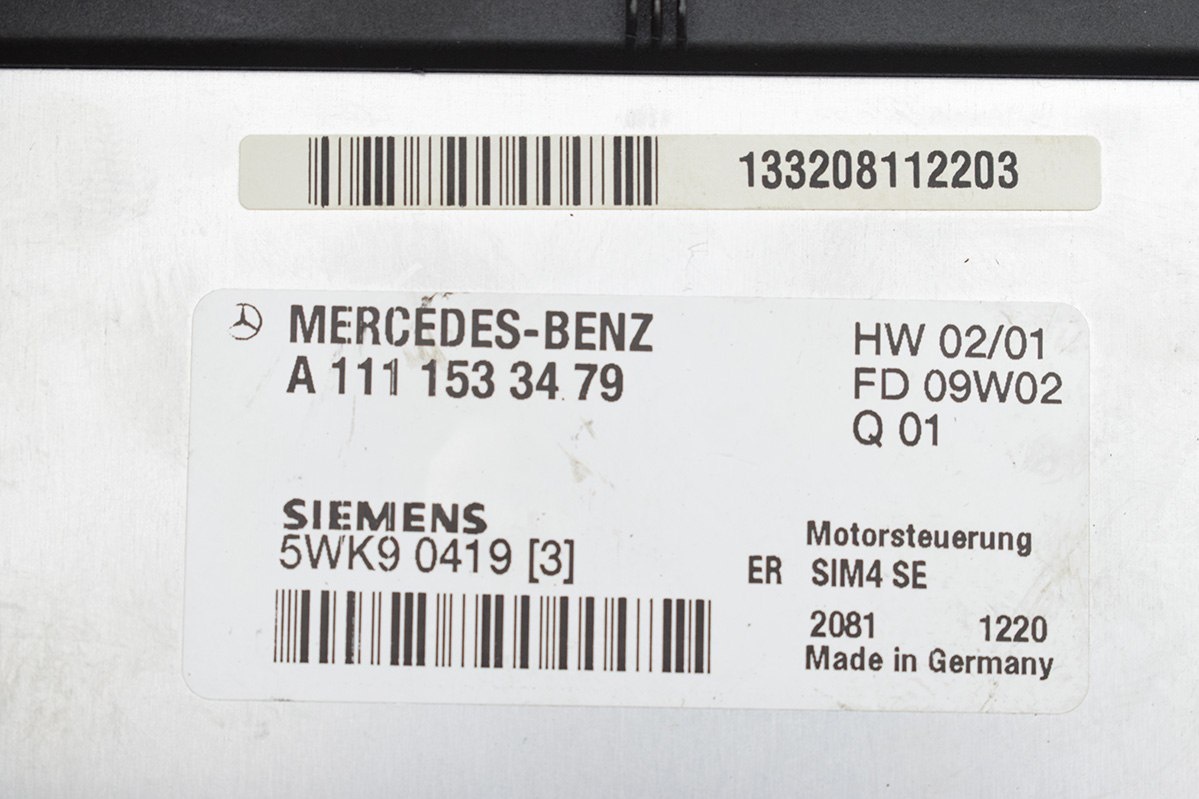 133208112203
MERCEDES-BENZ
A 111 153 34 79
HW 02/01
FD 09W02
Q 01
SIEMENS
5WK9 0419 [3]
Motorsteuerung
ER SIM4 SE
2081 1220
Made in Germany